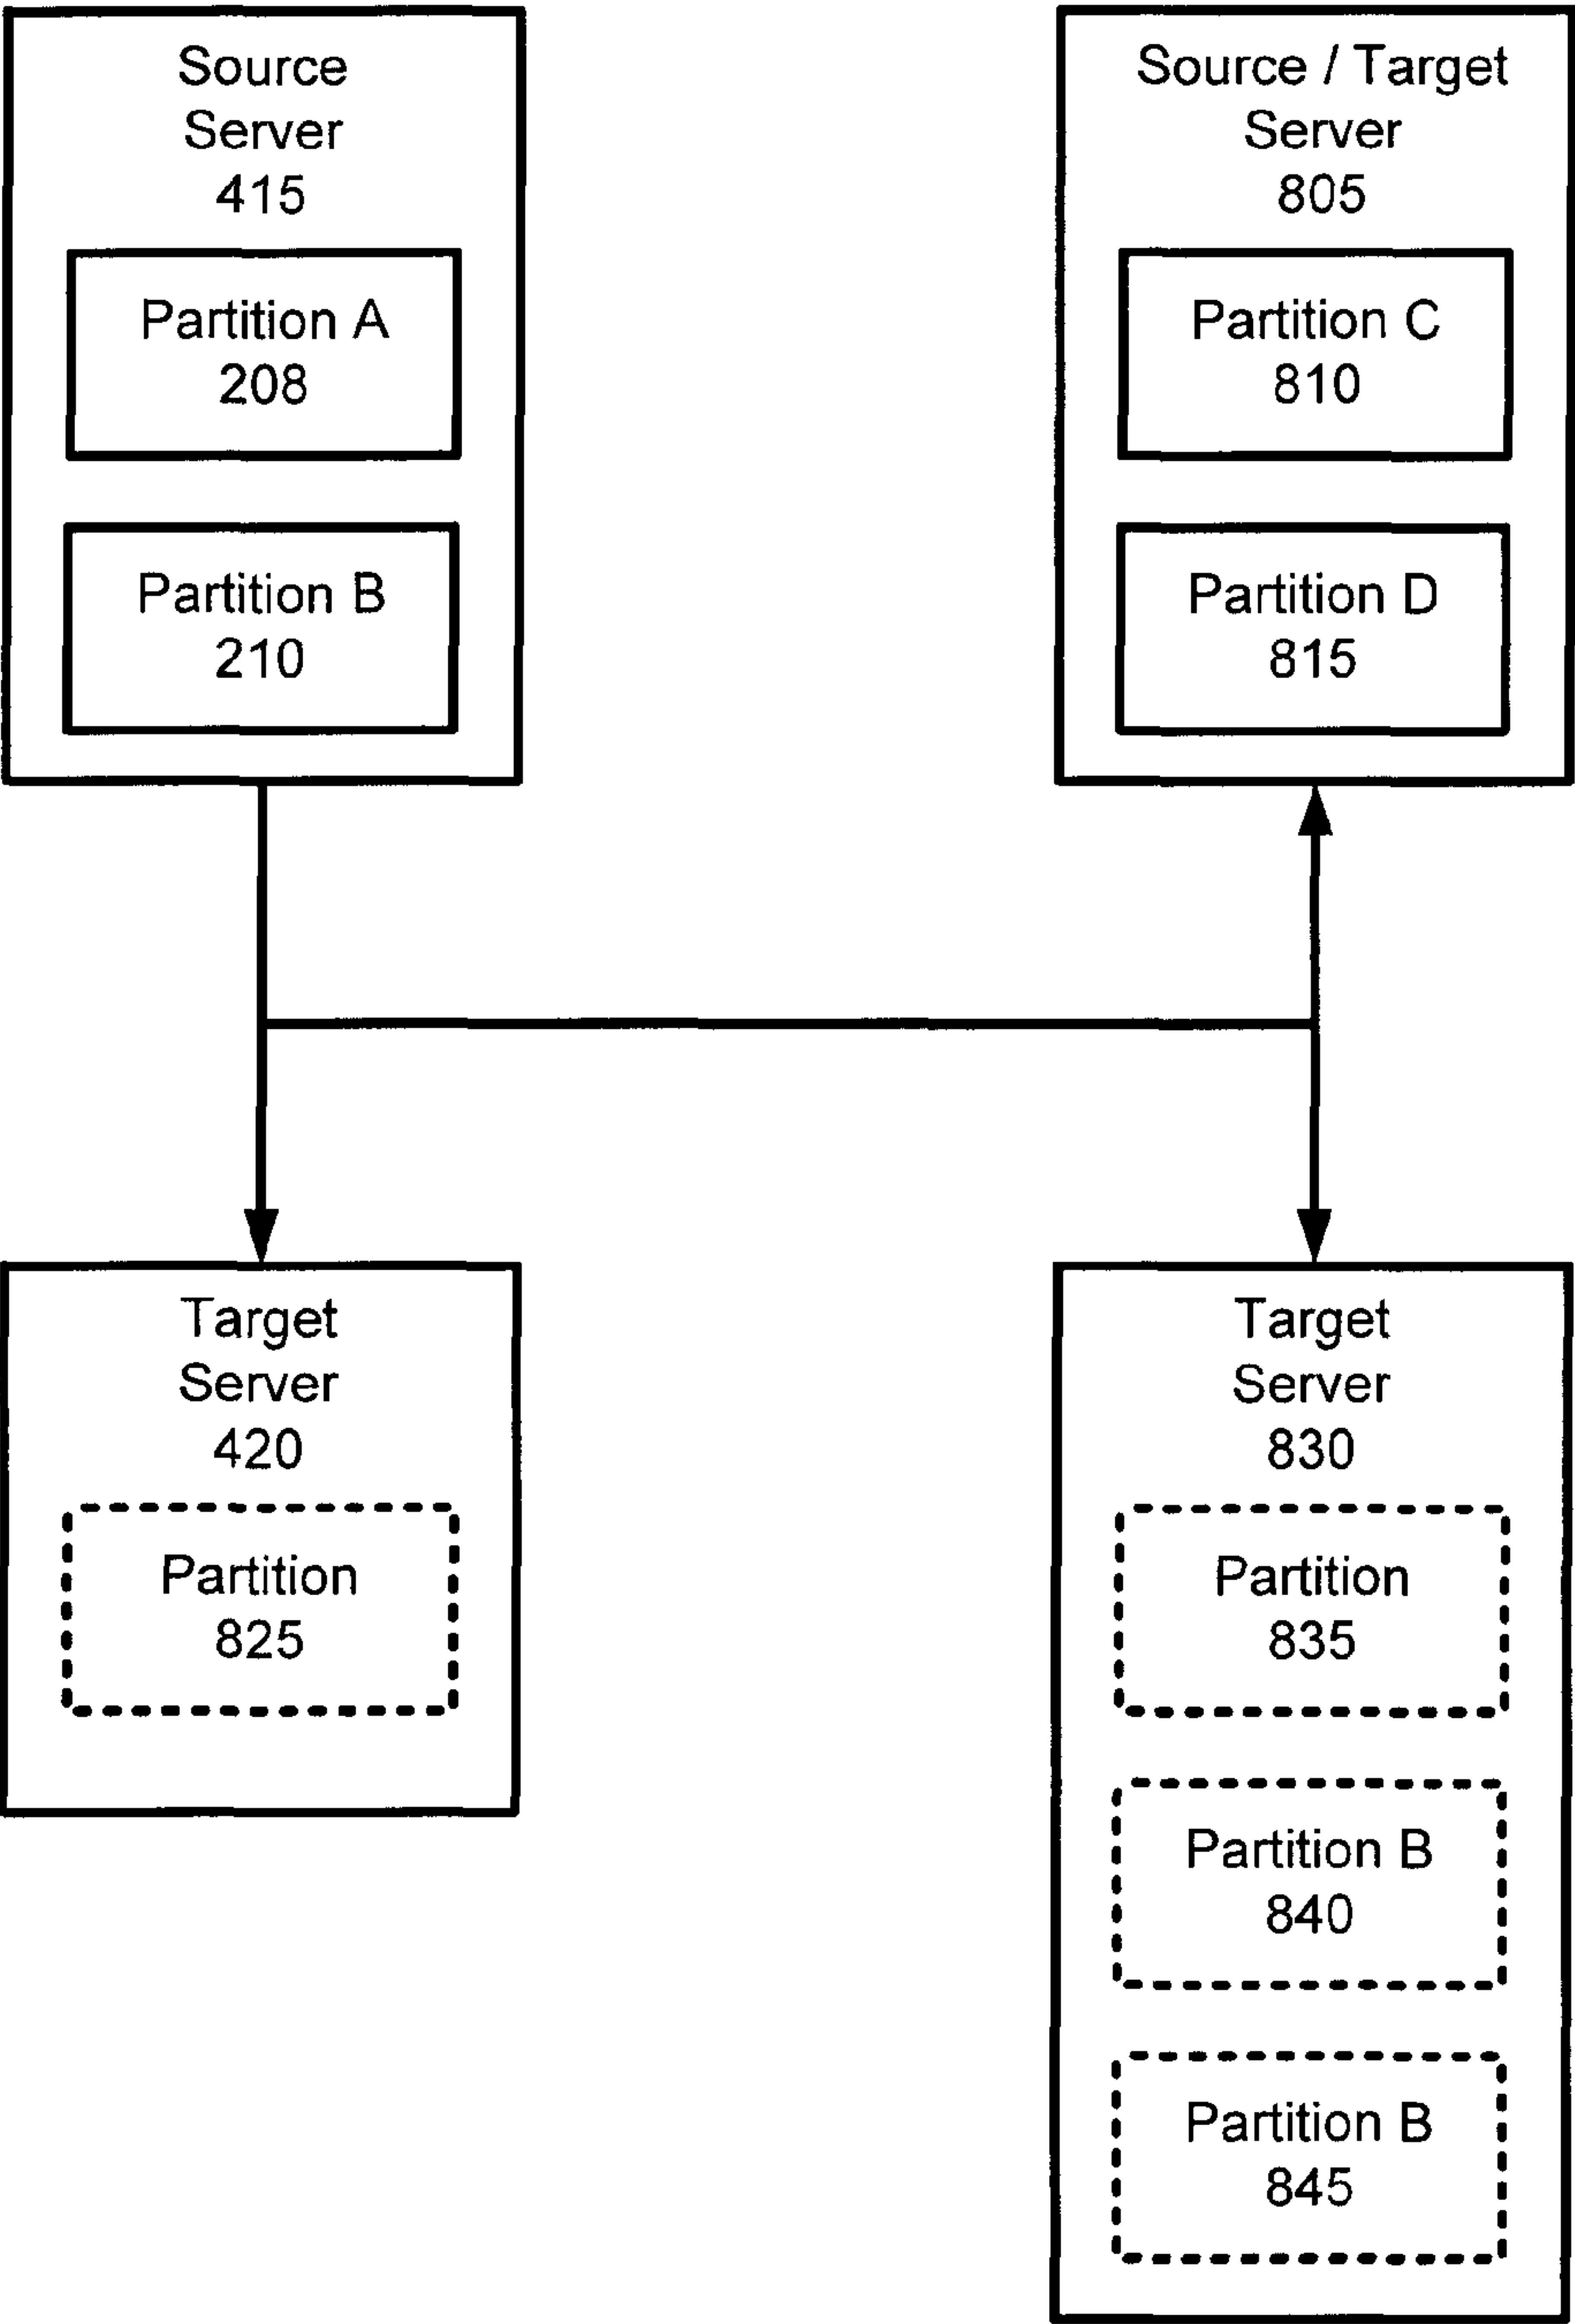 Source
Server
415
Partition A
208
Partition B
210
Source / Target
Server
805
Partition C
810
Partition D
815
Target
Server
420
Partition
825
Target
Server
830
Partition
835
Partition B
840
Partition B
845